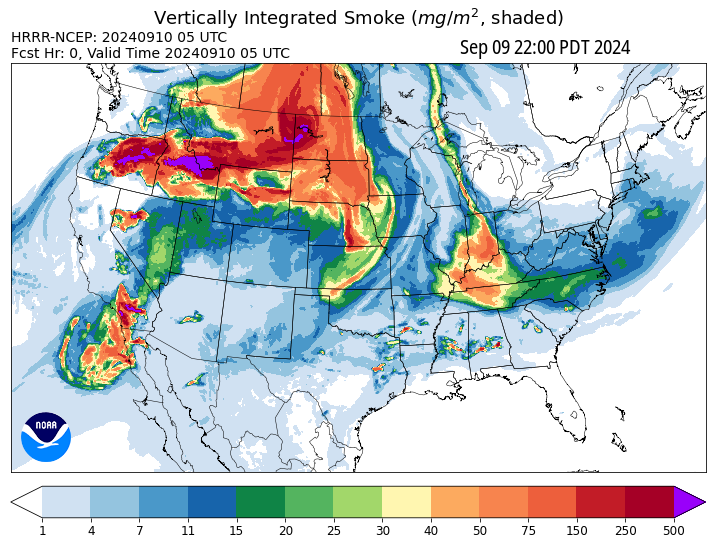 Vertically Integrated Smoke (mg/m², shaded)
HRRR-NCEP: 20240910 05 UTC
Fcst Hr: 0, Valid Time 20240910 05 UTC
Sep 09 22:00 PDT 2024
NOAA
1 4 7 11 15 20 25 30 40 50 75 150 250 500